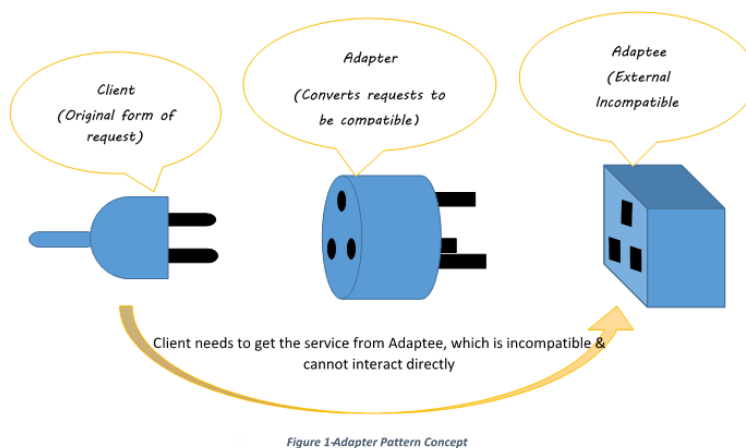 Client
(Original form of
request)
Adapter
(Converts requests to
be compatible)
Adaptee
(External
Incompatible
Client needs to get the service from Adaptee, which is incompatible &
cannot interact directly
Figure 1-Adapter Pattern Concept